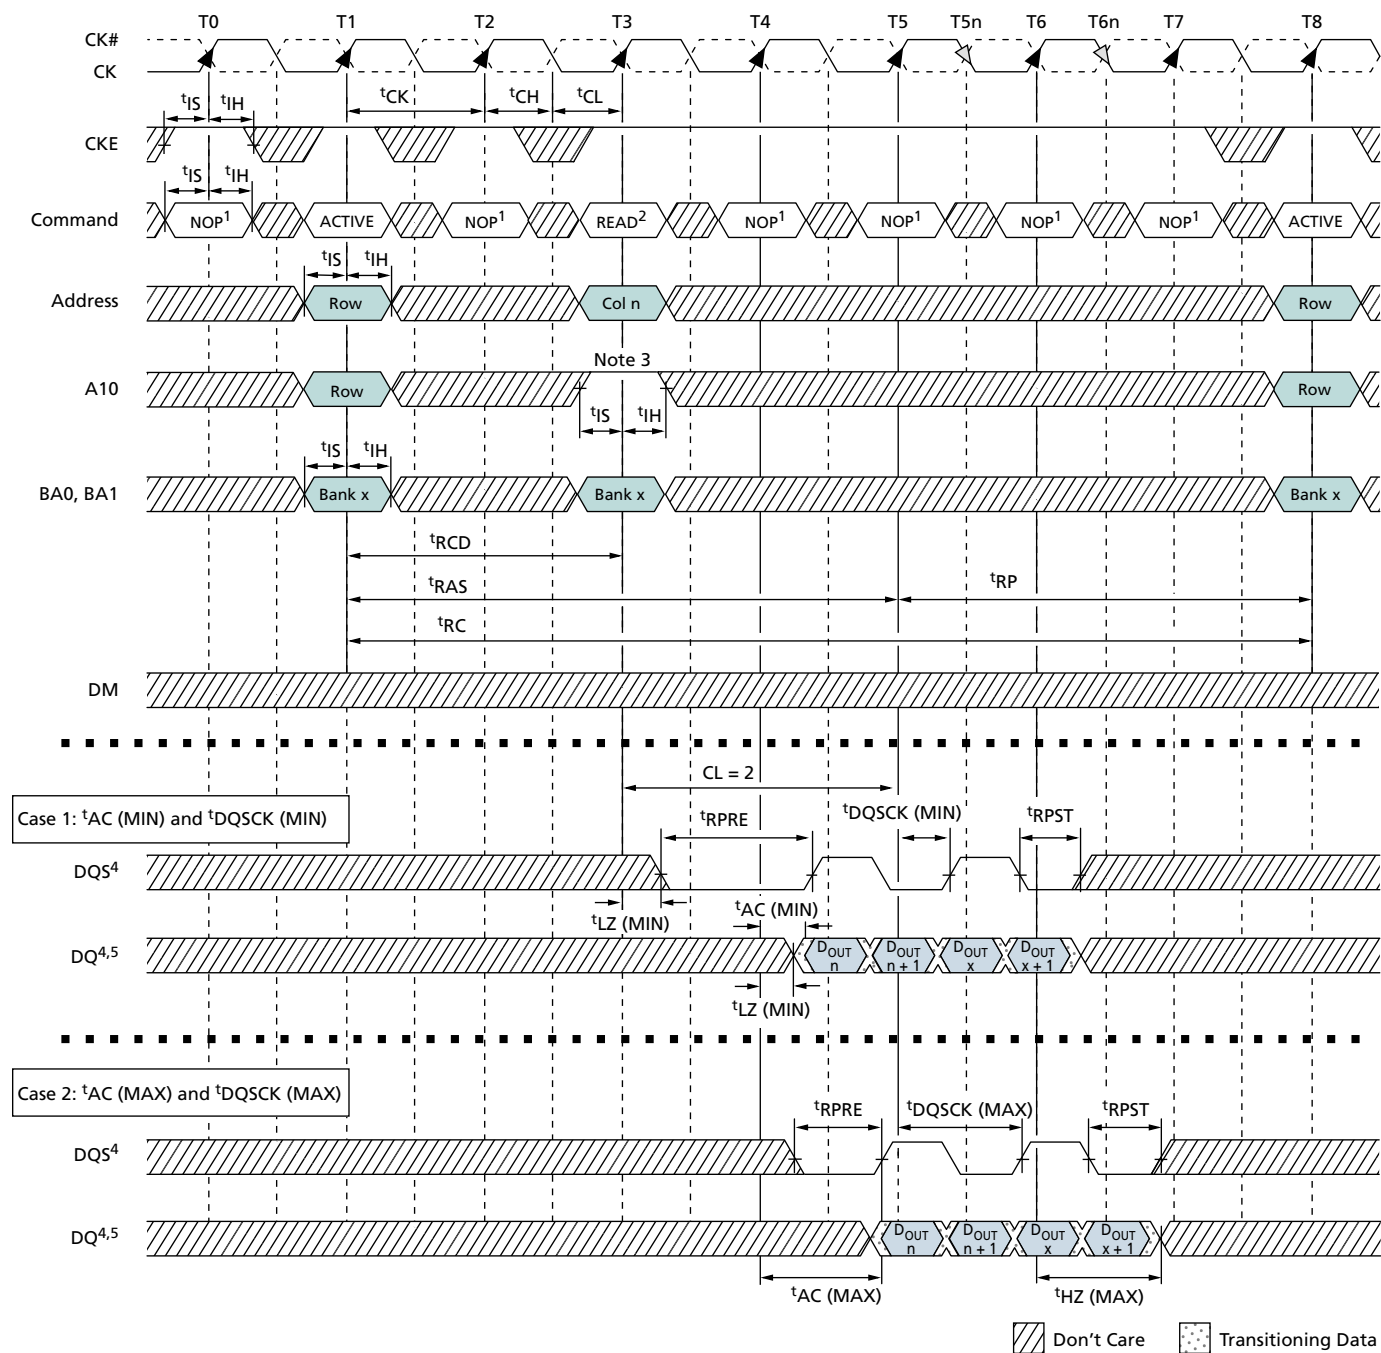 T0 T1 T2 T3 T4 T5 T5n T6 T6n T7 T8
CK#
CK
tIS tIH tCK tCH tCL
CKE
tIS tIH
Command NOP1 ACTIVE NOP1 READ2 NOP1 NOP1 NOP1 NOP1 ACTIVE
tIS tIH
Address Row Col n Row
Note 3
A10 Row Row
tIS tIH
tIS tIH
BA0, BA1 Bank x Bank x Bank x
tRCD
tRAS tRP
tRC
DM
CL = 2
Case 1: tAC (MIN) and tDQSCK (MIN)
tRPRE tDQSCK (MIN) tRPST
DQS4
tLZ (MIN) tAC (MIN)
DQ4,5 DOUT n DOUT n + 1 DOUT x DOUT x + 1
tLZ (MIN)
Case 2: tAC (MAX) and tDQSCK (MAX)
tRPRE tDQSCK (MAX) tRPST
DQS4
DQ4,5 DOUT n DOUT n + 1 DOUT x DOUT x + 1
tAC (MAX) tHZ (MAX)
Don't Care Transitioning Data